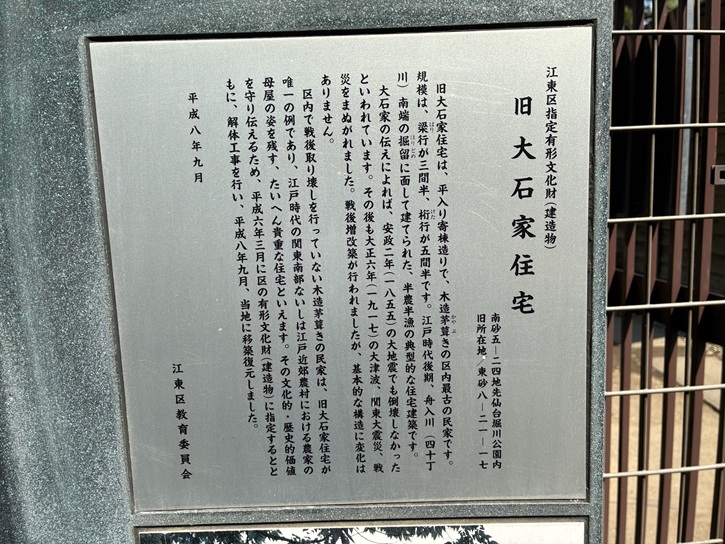 江東区指定有形文化財(建造物)
旧大石家住宅
南砂五―二四地先仙台堀川公園内
旧所在地・東砂八―二一―一七
旧大石家住宅は、平入り寄棟造りで、木造茅葺きの区内最古の民家です。
規模は、梁行が三間半、桁行が五間半です。江戸時代後期、舟入川(四十丁
川)南端の掘留に面して建てられた、半農半漁の典型的な住宅建築です。
大石家の伝えによれば、安政二年(一八五五)の大地震でも倒壊しなかった
といわれています。その後も大正六年(一九一七)の大津波、関東大震災、戦
災をまぬがれました。戦後増改築が行われましたが、基本的な構造に変化は
ありません。
区内で戦後取り壊しを行っていない木造茅葺きの民家は、旧大石家住宅が
唯一の例であり、江戸時代の関東南部ないしは江戸近郊農村における農家の
母屋の姿を残す、たいへん貴重な住宅といえます。その文化的・歴史的価値
を守り伝えるため、平成六年三月に区の有形文化財(建造物)に指定するとと
もに、解体工事を行い、平成八年九月、当地に移築復元しました。
平成八年九月
江東区教育委員会